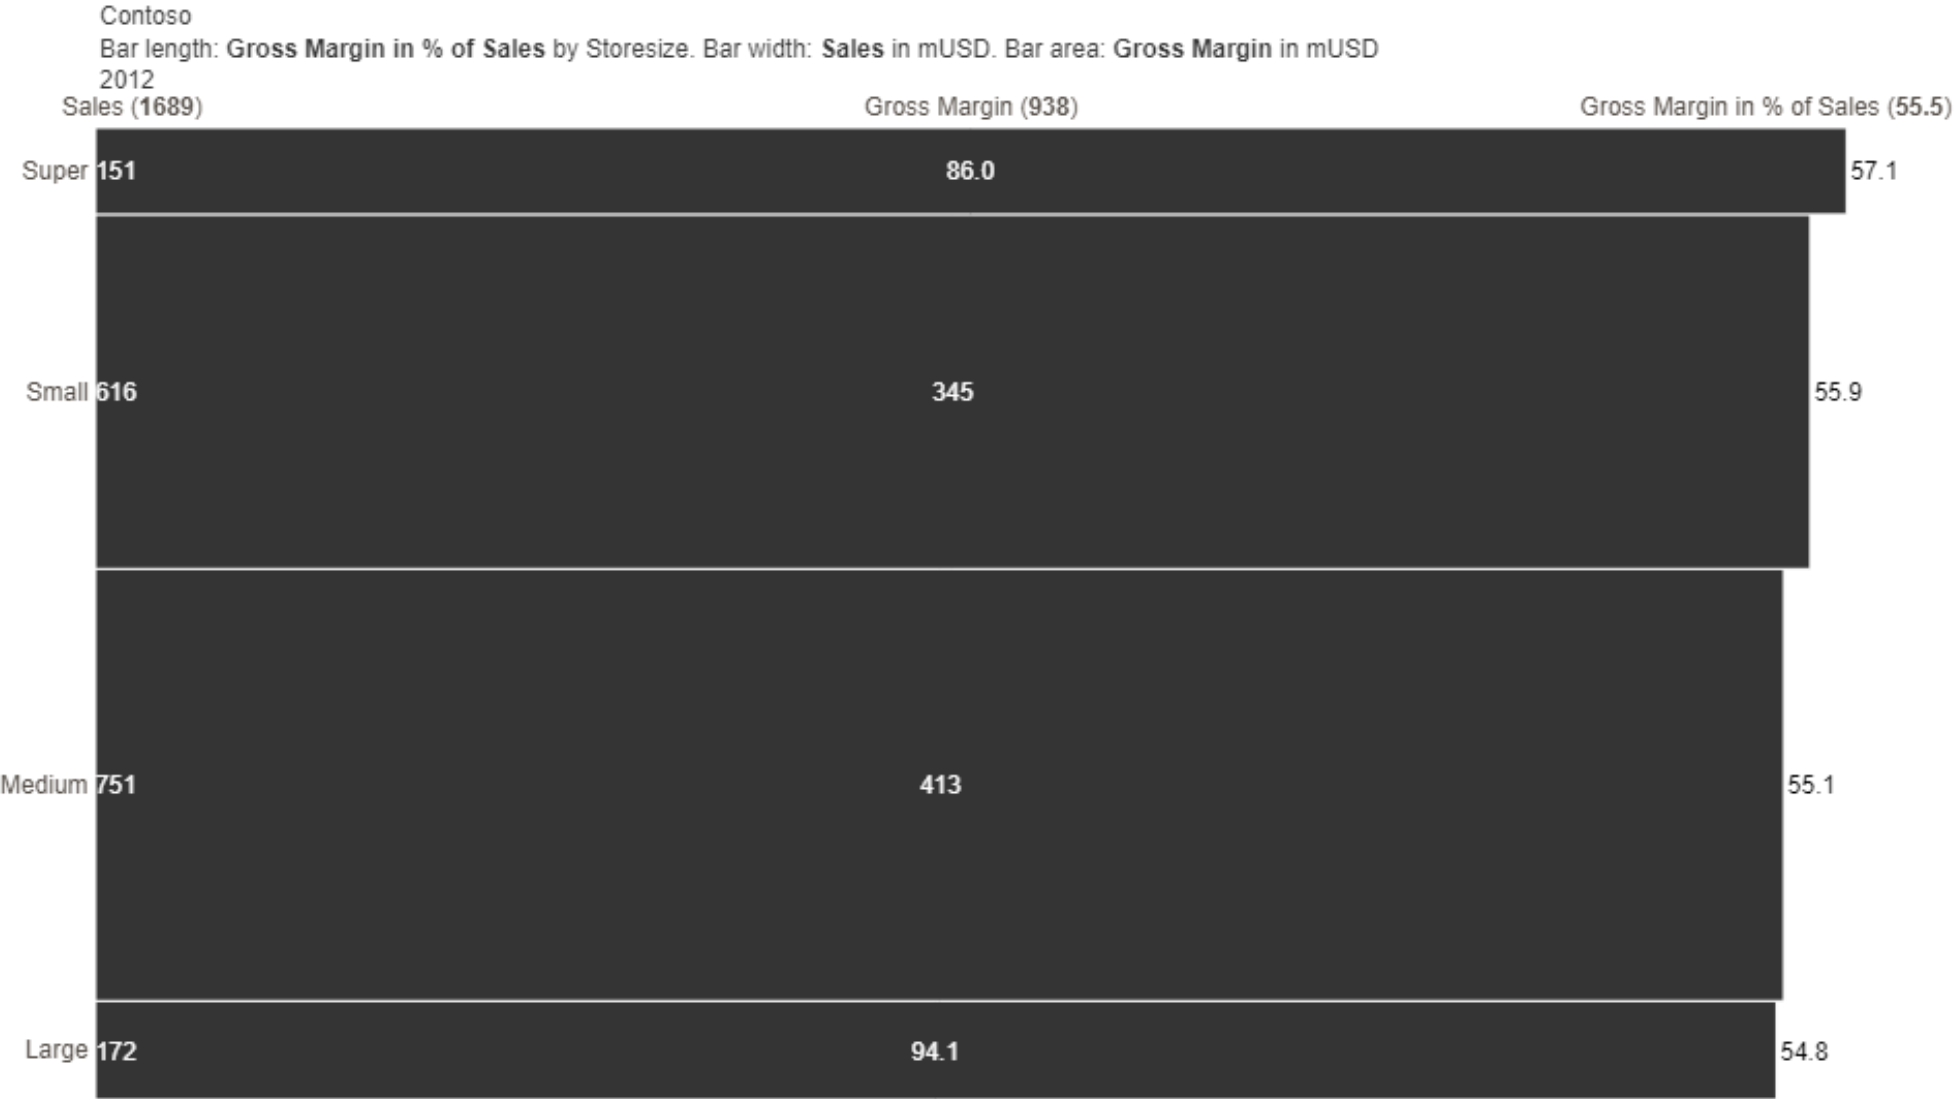 Contoso
Bar length: Gross Margin in % of Sales by Storesize. Bar width: Sales in mUSD. Bar area: Gross Margin in mUSD
2012
Sales (1689) Gross Margin (938) Gross Margin in % of Sales (55.5)
Super 151 86.0 57.1
Small 616 345 55.9
Medium 751 413 55.1
Large 172 94.1 54.8